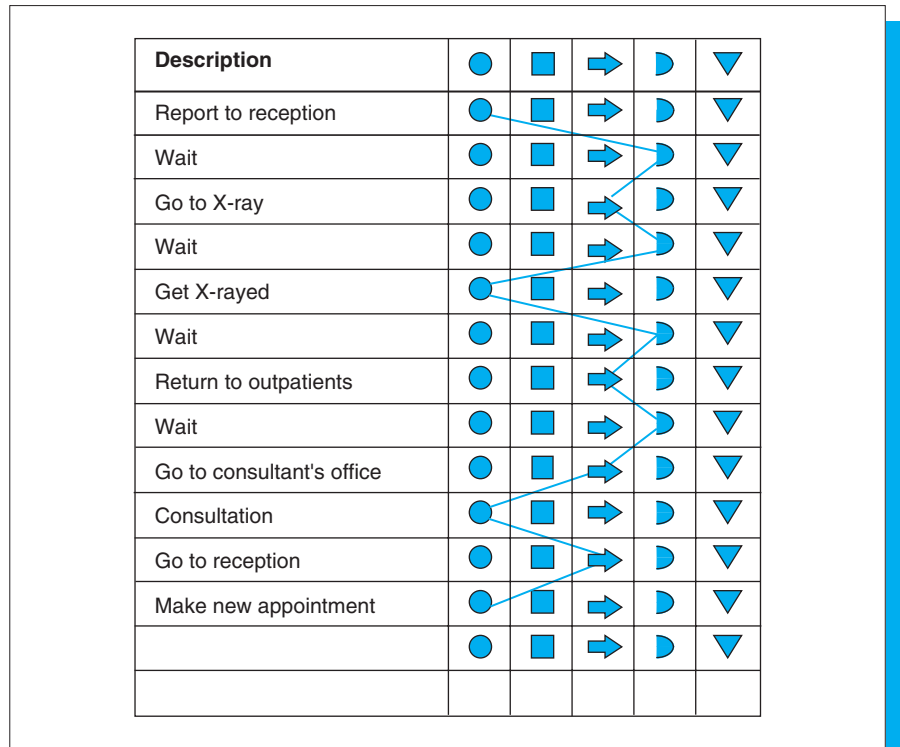 Description
Report to reception
Wait
Go to X-ray
Wait
Get X-rayed
Wait
Return to outpatients
Wait
Go to consultant's office
Consultation
Go to reception
Make new appointment